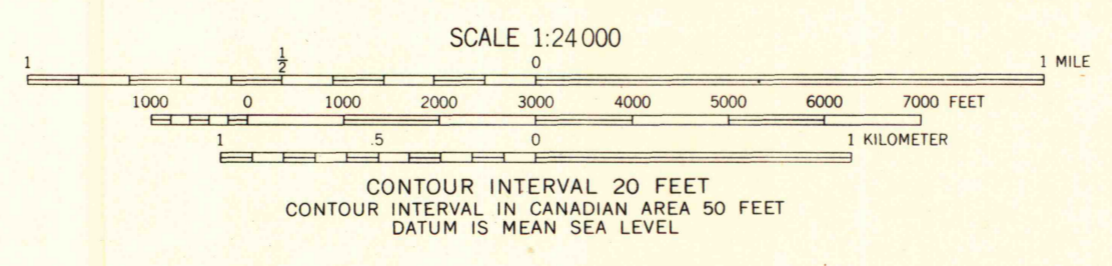 SCALE 1:24 000
1 1/2 0 1 MILE
1000 0 1000 2000 3000 4000 5000 6000 7000 FEET
1 .5 0 1 KILOMETER
CONTOUR INTERVAL 20 FEET
CONTOUR INTERVAL IN CANADIAN AREA 50 FEET
DATUM IS MEAN SEA LEVEL